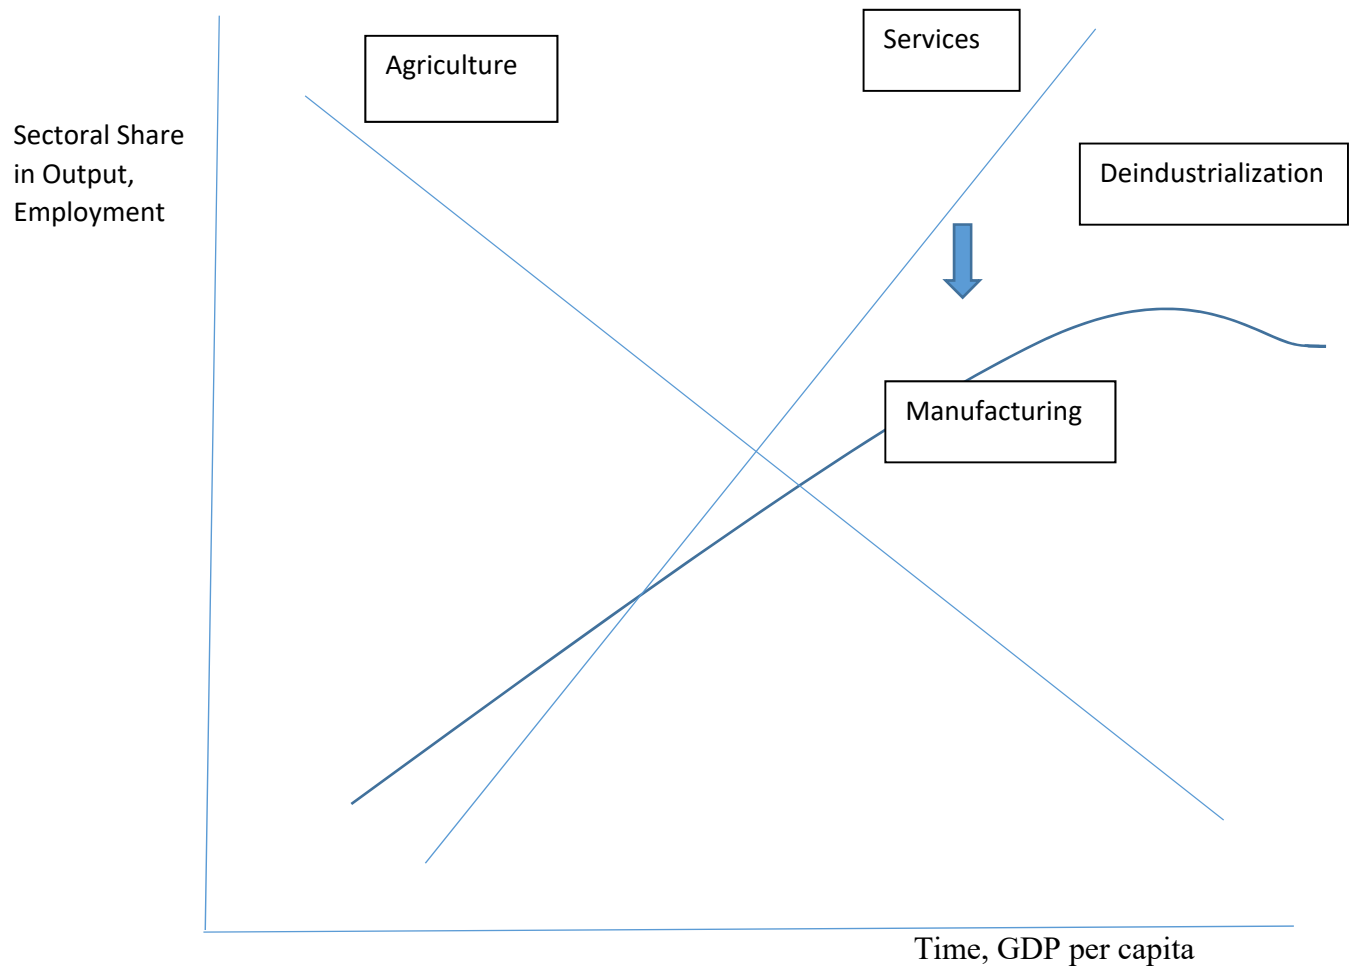 Services
Agriculture
Sectoral Share
in Output,
Employment
Deindustrialization
Manufacturing
Time, GDP per capita